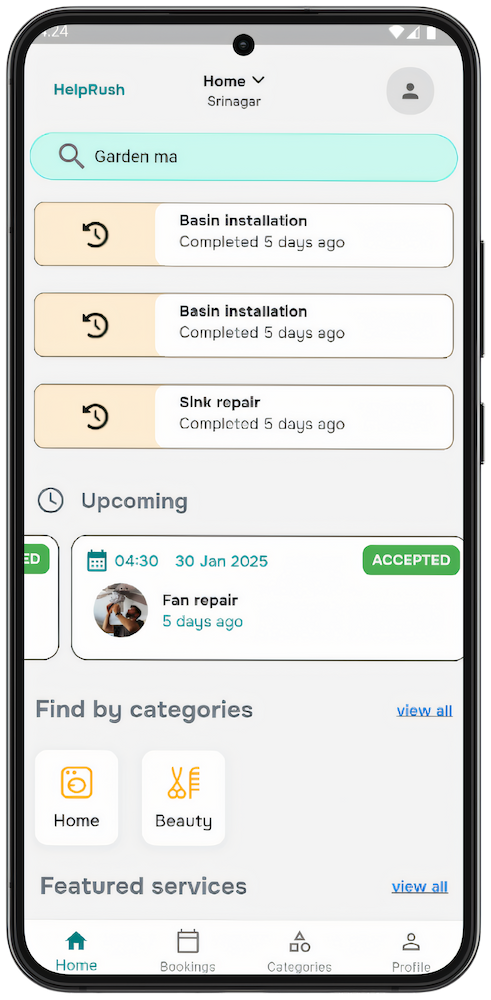 :24
HelpRush
Home
Srinagar
Garden ma
Basin installation
Completed 5 days ago
Basin installation
Completed 5 days ago
Sink repair
Completed 5 days ago
Upcoming
ED
04:30 30 Jan 2025 ACCEPTED
Fan repair
5 days ago
Find by categories view all
Home Beauty
Featured services view all
Home Bookings Categories Profile